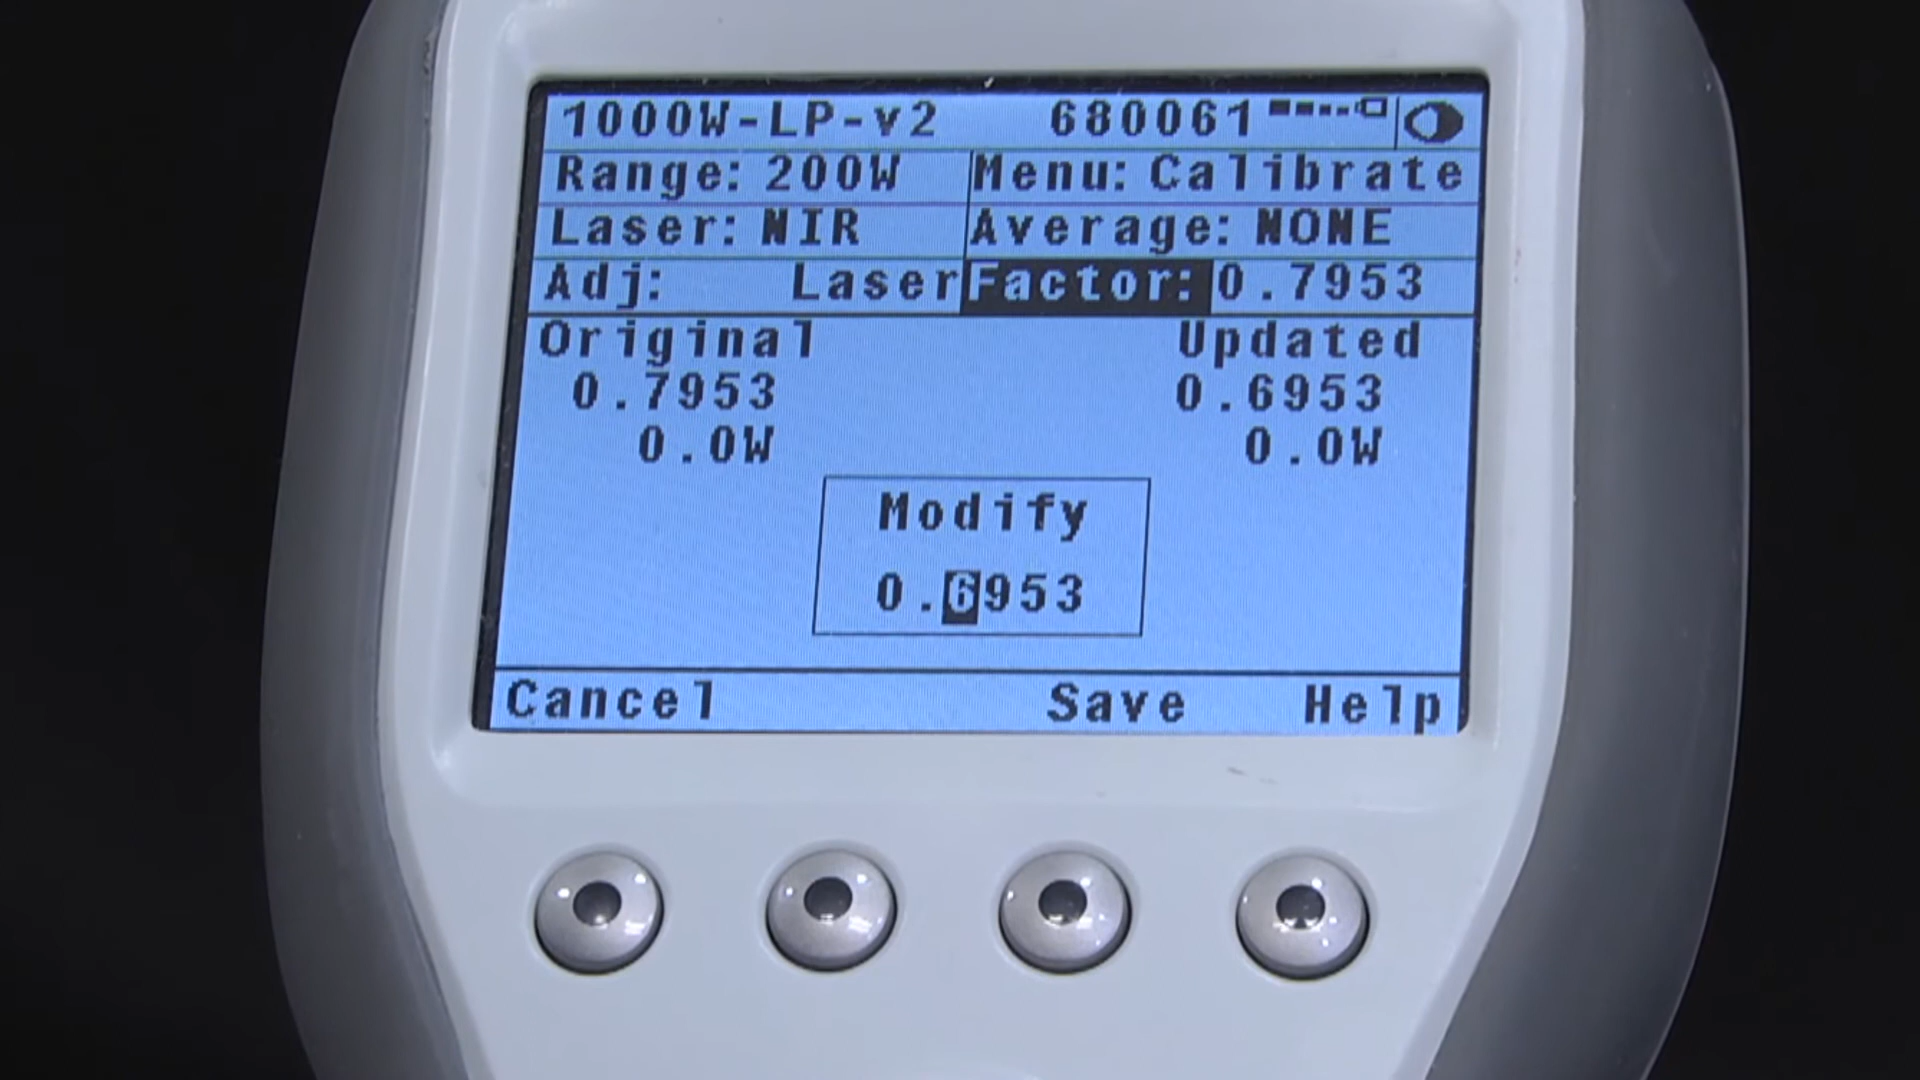 1000W-LP-v2 680061
Range: 200W Menu: Calibrate
Laser: NIR Average: NONE
Adj: Laser Factor: 0.7953
Original Updated
0.7953 0.6953
0.0W 0.0W
Modify
0.6953
Cancel Save Help